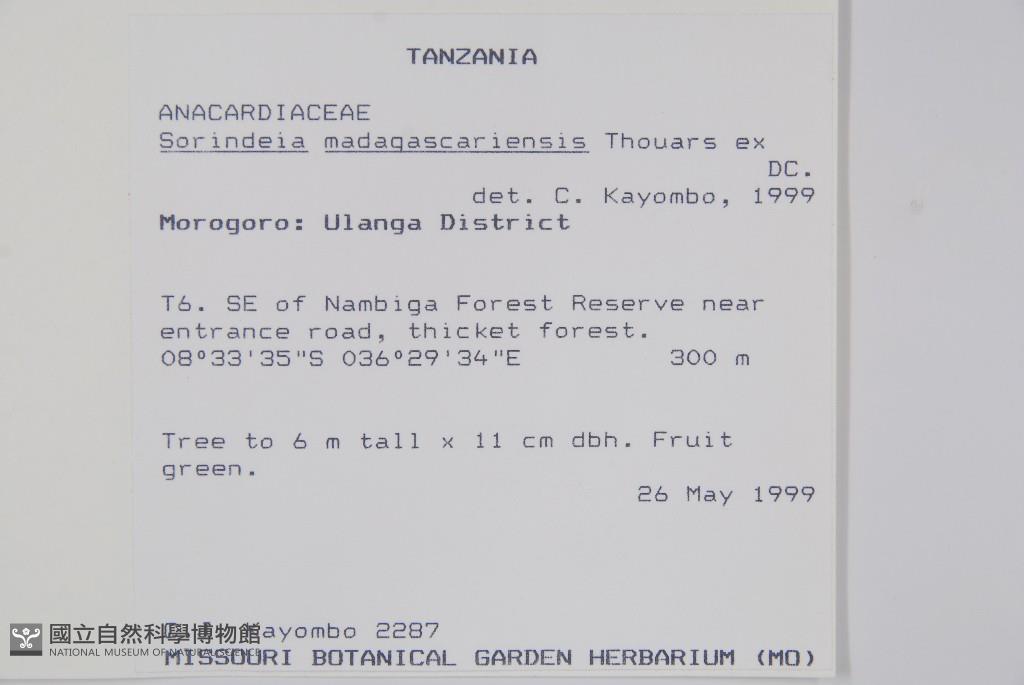 TANZANIA
ANACARDIACEAE
Sorindeia madagascariensis Thouars ex
DC.
det. C. Kayombo, 1999
Morogoro: Ulanga District
T6. SE of Nambiga Forest Reserve near
entrance road, thicket forest.
08°33'35"S 036°29'34"E 300 m
Tree to 6 m tall x 11 cm dbh. Fruit
green.
26 May 1999
Kayombo 2287
國立自然科學博物館
NATIONAL MUSEUM OF NATURAL SCIENCE
MISSOURI BOTANICAL GARDEN HERBARIUM (MO)